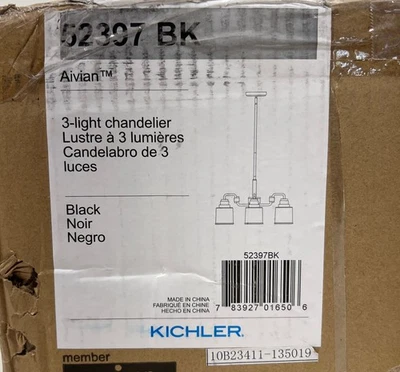 52397 BK
Aivian™
3-light chandelier
Lustre à 3 lumières
Candelabro de 3
luces
Black
Noir
Negro
52397BK
MADE IN CHINA
FABRIQUÉ EN CHINE
HECHO EN CHINA
7 83927 01650 6
KICHLER
member
10B23411-135019